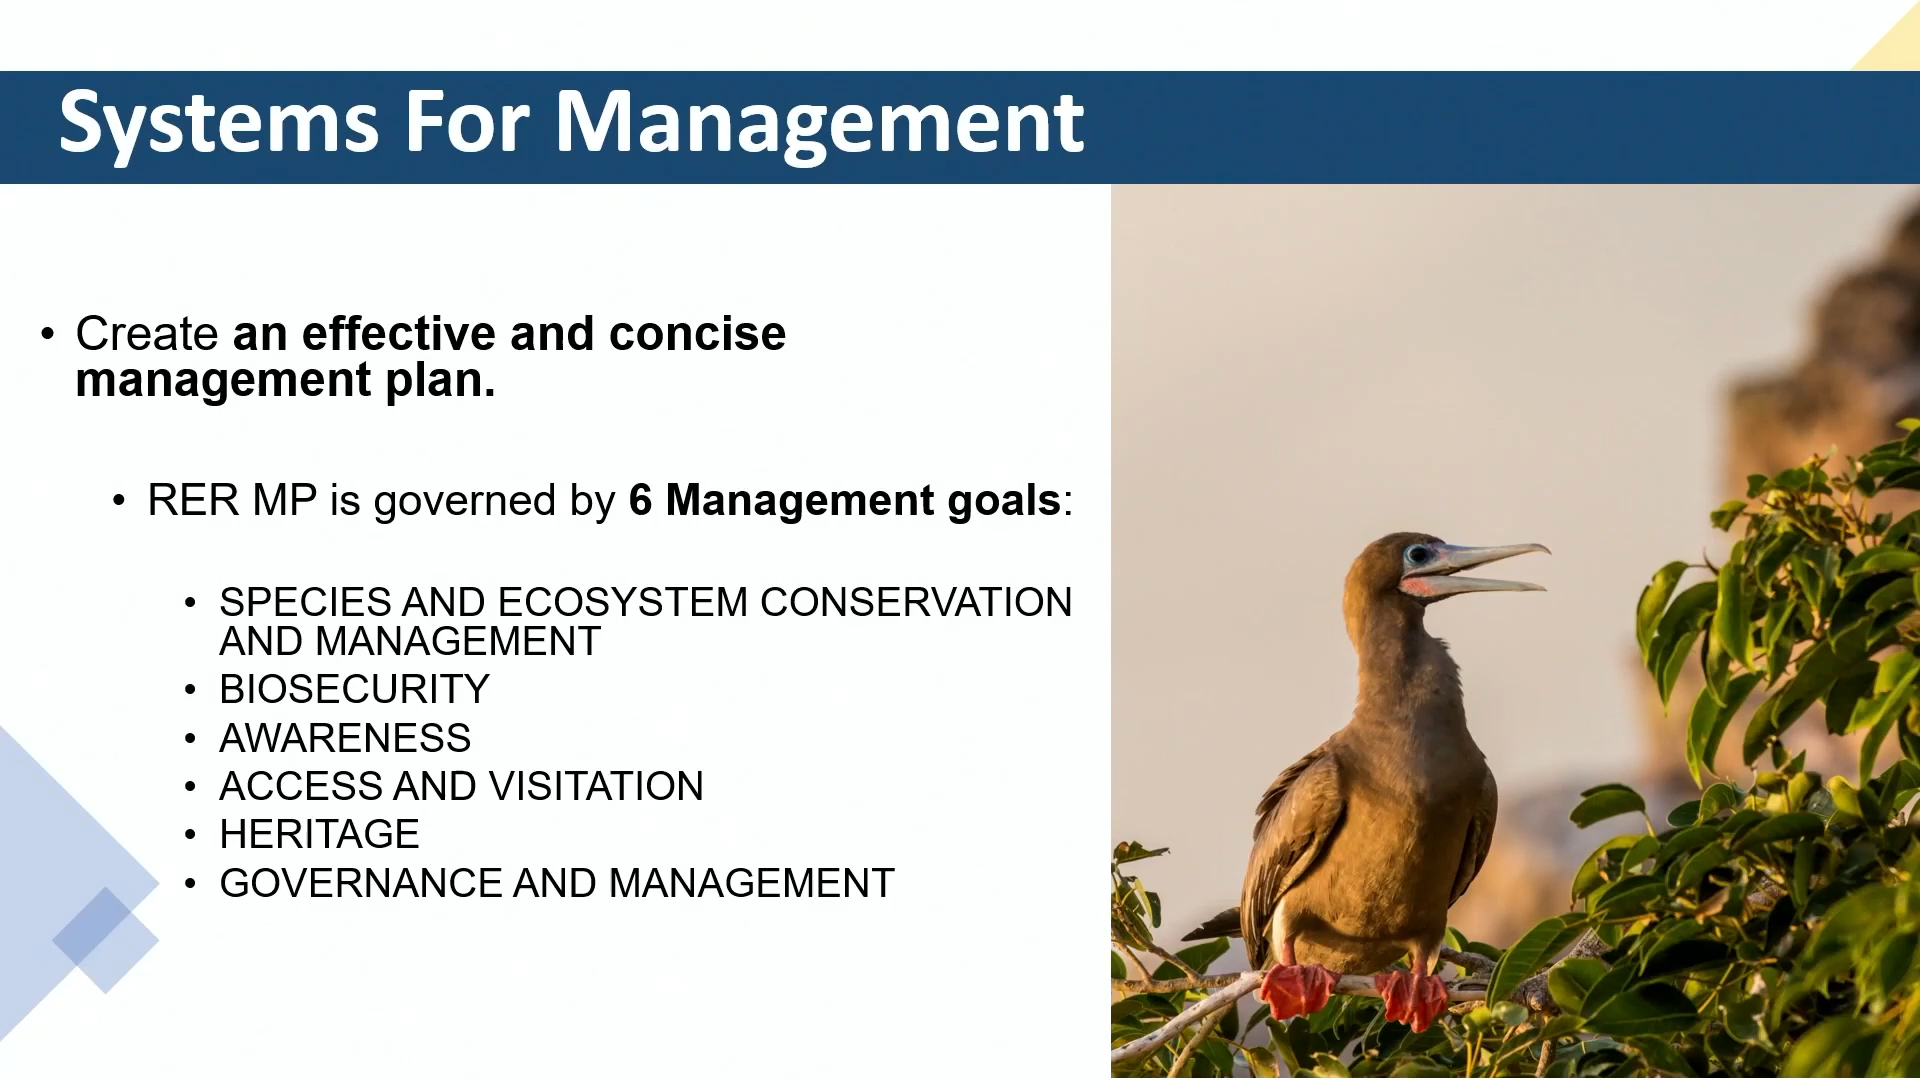 Systems For Management
• Create an effective and concise
management plan.
• RER MP is governed by 6 Management goals:
• SPECIES AND ECOSYSTEM CONSERVATION
AND MANAGEMENT
• BIOSECURITY
• AWARENESS
• ACCESS AND VISITATION
• HERITAGE
• GOVERNANCE AND MANAGEMENT